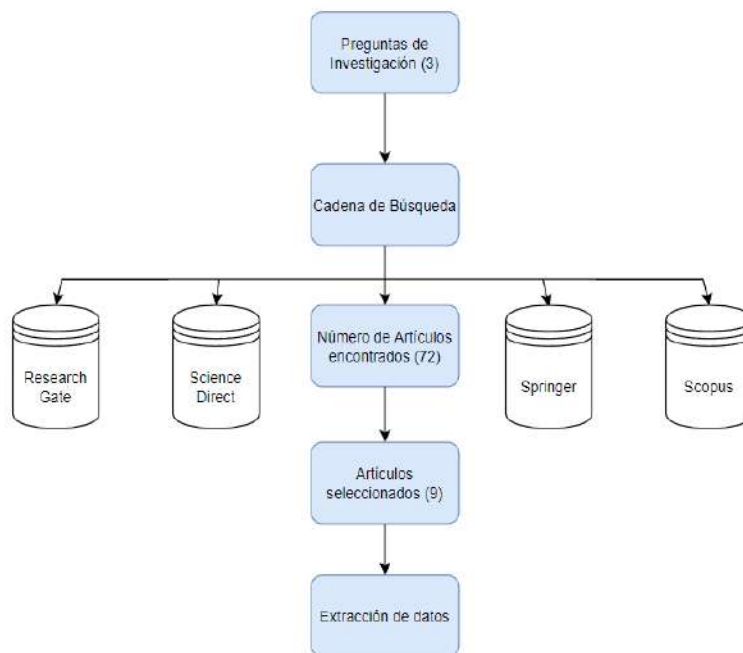 Preguntas de
Investigación (3)
Cadena de Búsqueda
Research
Gate
Science
Direct
Número de Artículos
encontrados (72)
Springer
Scopus
Artículos
seleccionados (9)
Extracción de datos